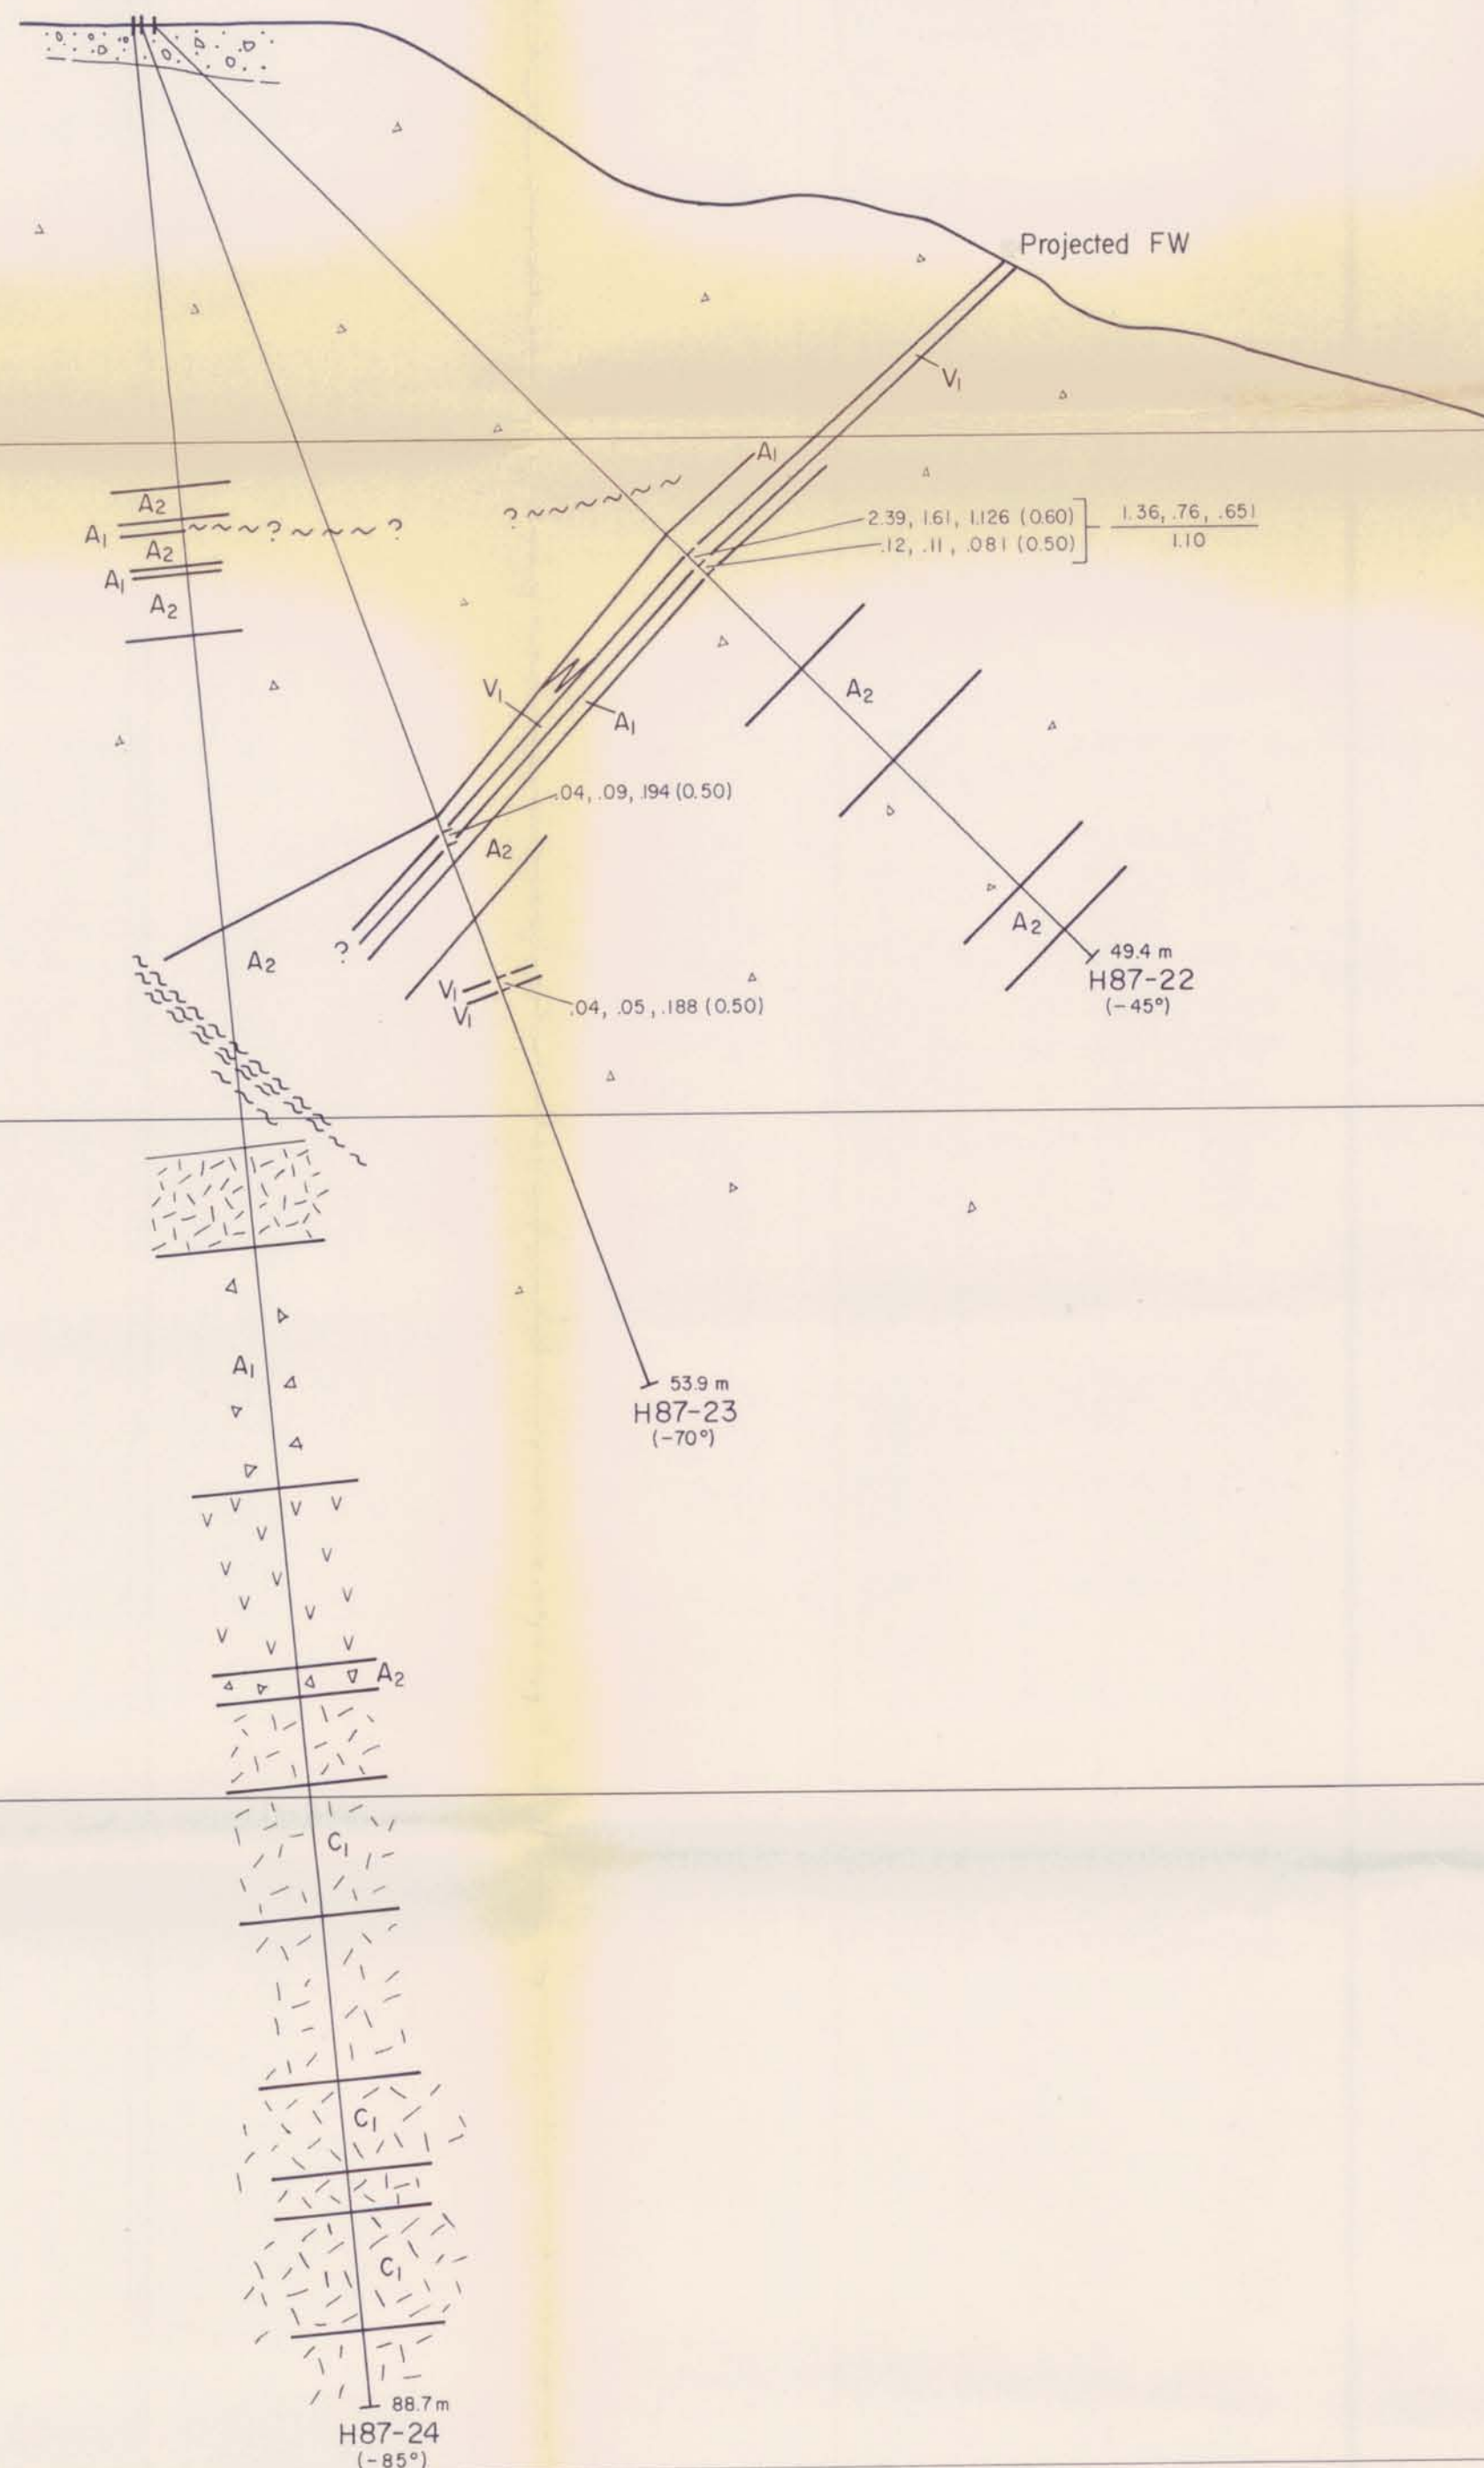 Projected FW
V1
A1
A2
A1
A2
A1
A2
2.39, 1.61, 1.126 (0.60)
.12, .11, .081 (0.50)
1.36, .76, .651
1.10
?
?
?
V1
A1
A2
.04, .09, .194 (0.50)
A2
A2
?
A2
49.4 m
H87-22
(-45°)
V1
V1
.04, .05, .188 (0.50)
A1
53.9 m
H87-23
(-70°)
A2
C1
C1
C1
88.7 m
H87-24
(-85°)